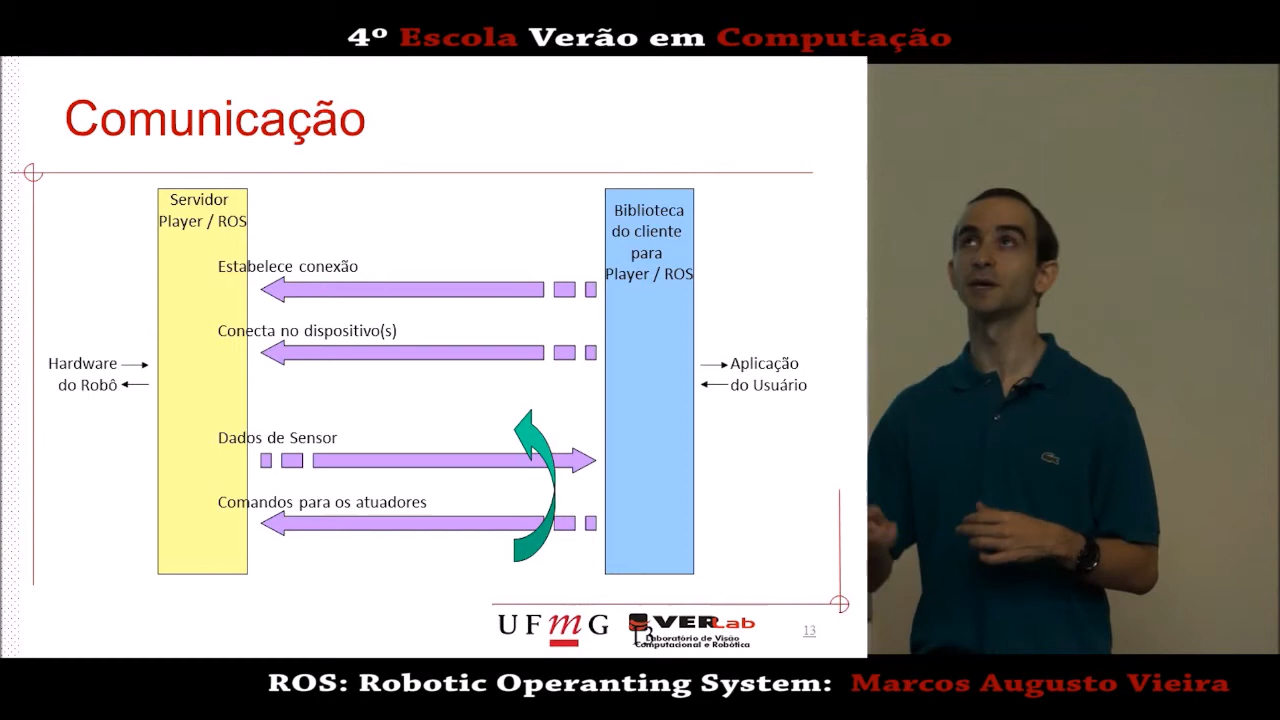 4º Escola Verão em Computação
Comunicação
Servidor
Player / ROS
Biblioteca
do cliente
para
Player / ROS
Estabelece conexão
Conecta no dispositivo(s)
Hardware
do Robô
Aplicação
do Usuário
Dados de Sensor
Comandos para os atuadores
UFmG
VERLab
Laboratório de Visão
Computacional e Robótica
13
13
ROS: Robotic Operanting System: Marcos Augusto Vieira